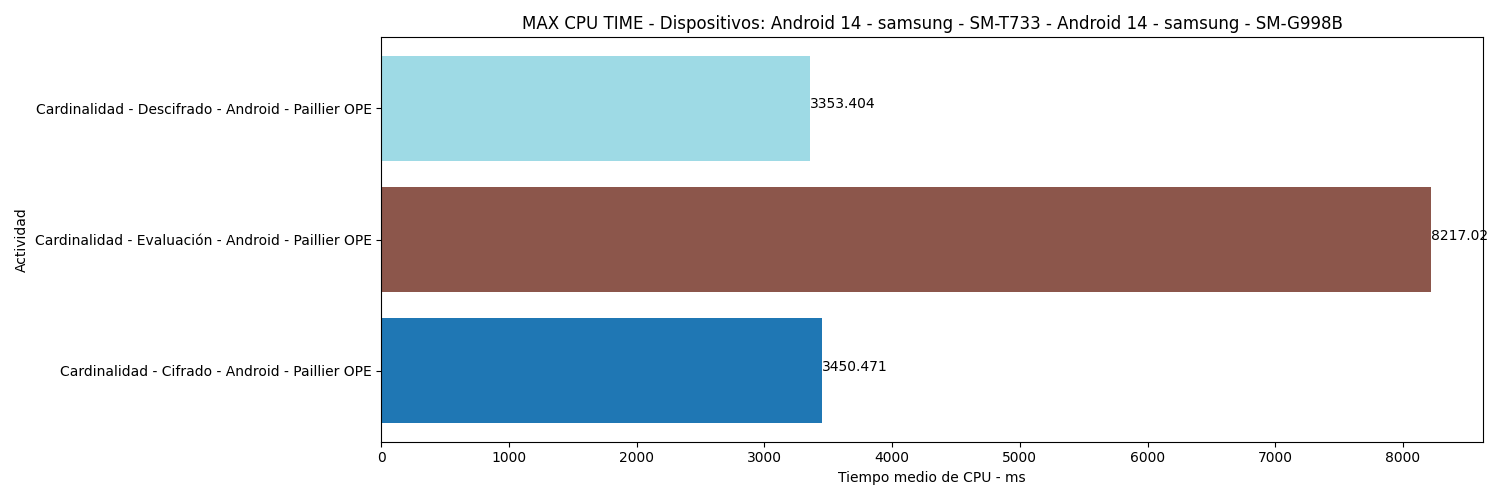 MAX CPU TIME - Dispositivos: Android 14 - samsung - SM-T733 - Android 14 - samsung - SM-G998B
Actividad
Cardinalidad - Descifrado - Android - Paillier OPE
3353.404
Cardinalidad - Evaluación - Android - Paillier OPE
8217.02
Cardinalidad - Cifrado - Android - Paillier OPE
3450.471
0 1000 2000 3000 4000 5000 6000 7000 8000
Tiempo medio de CPU - ms